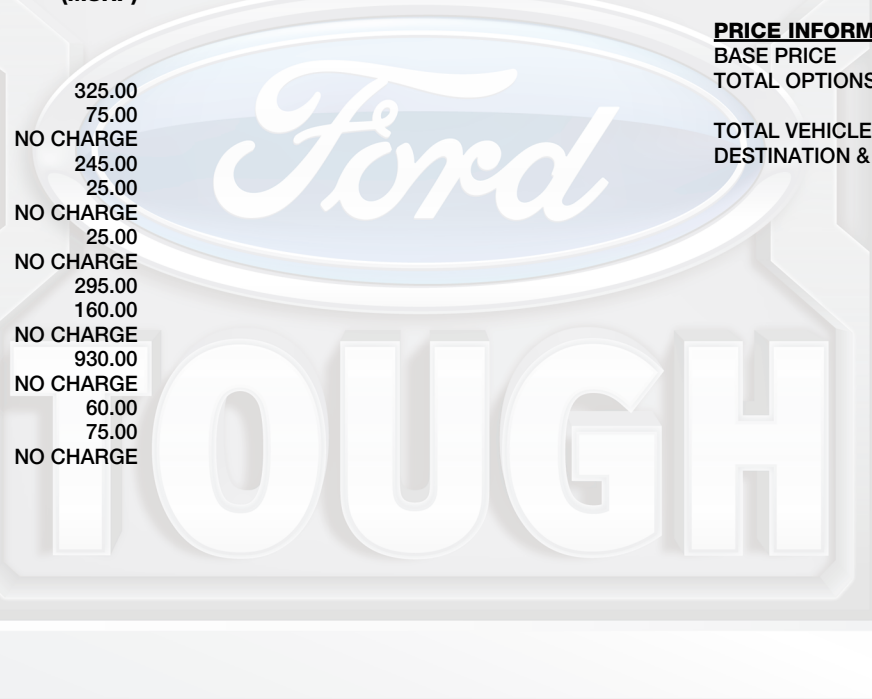 (MSRP)
325.00
75.00
NO CHARGE
245.00
25.00
NO CHARGE
25.00
NO CHARGE
295.00
160.00
NO CHARGE
930.00
NO CHARGE
60.00
75.00
NO CHARGE
PRICE INFORM
BASE PRICE
TOTAL OPTIONS
TOTAL VEHICLE
DESTINATION &
Ford
TOUGH